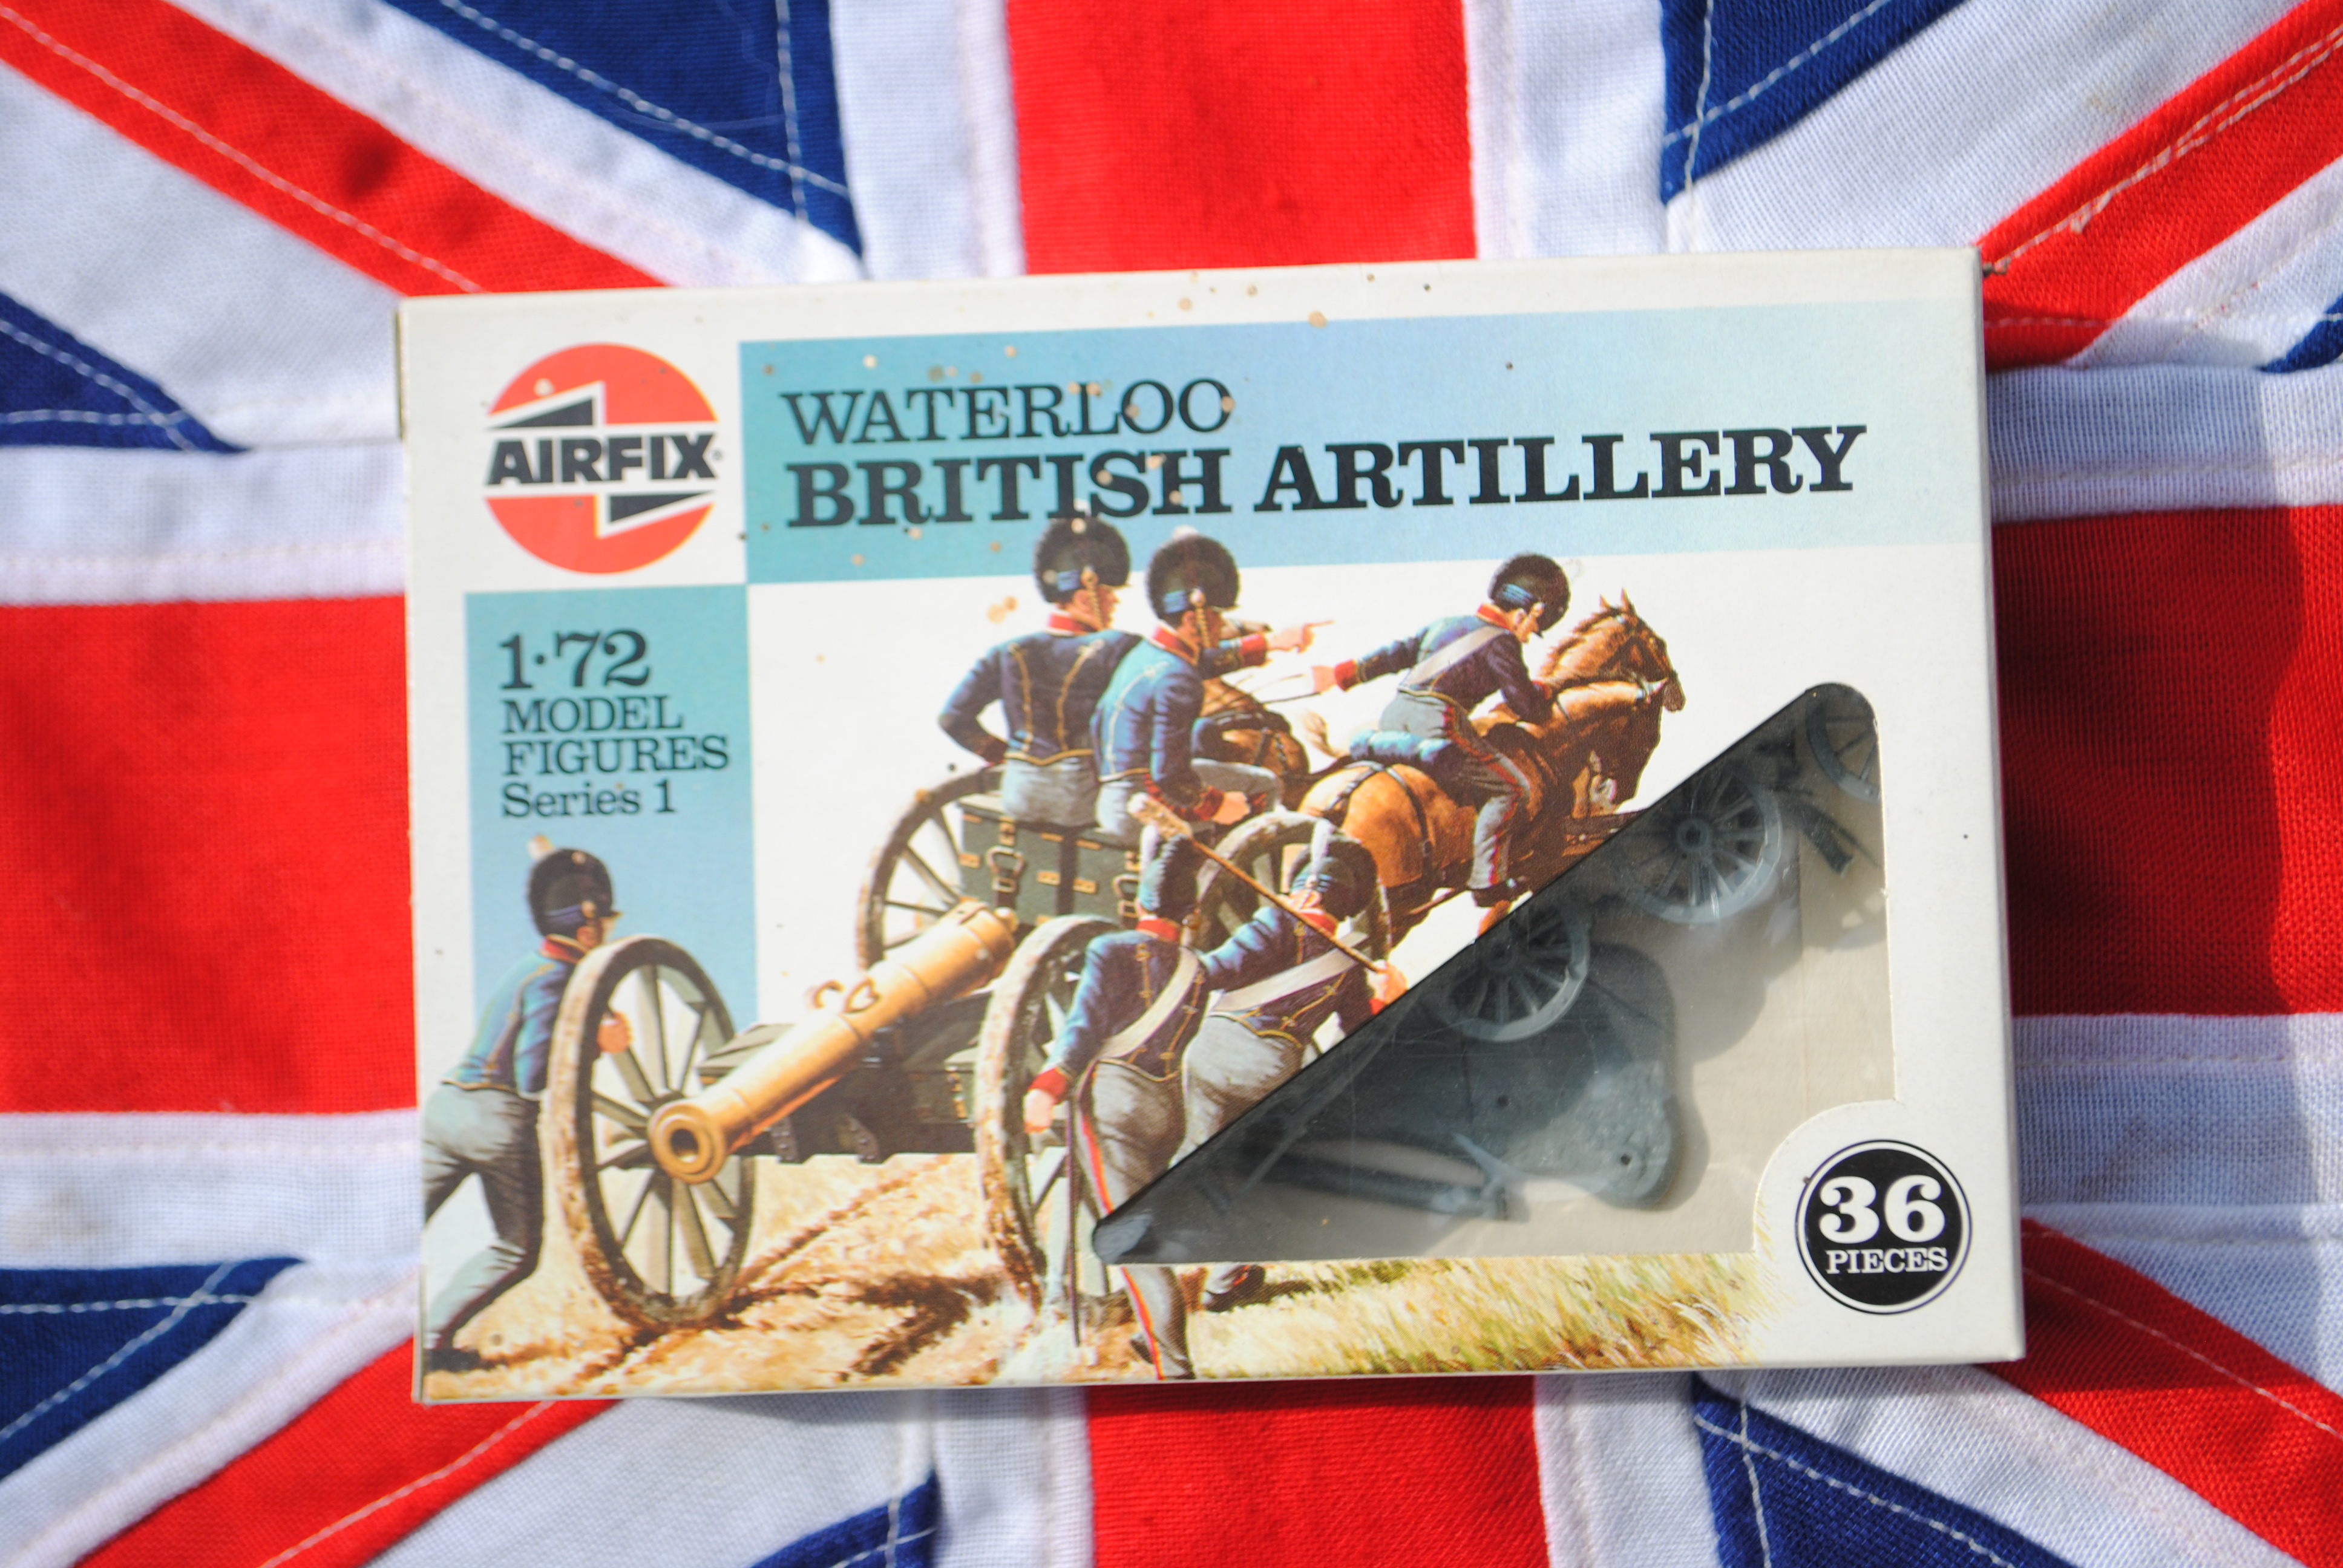 AIRFIX
WATERLOO
BRITISH ARTILLERY
1·72
MODEL
FIGURES
Series 1
36
PIECES